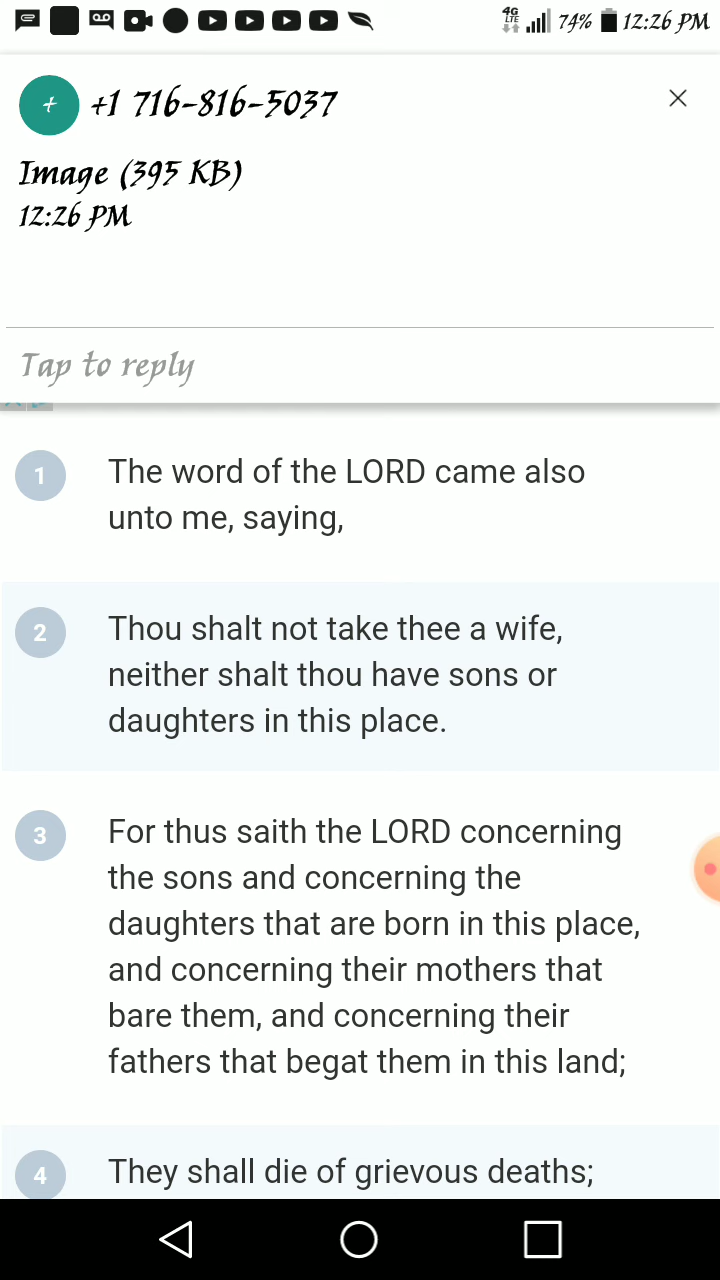 4G
LTE
74%
12:26 PM
+
+1 716-816-5037
Image (395 KB)
12:26 PM
Tap to reply
1
The word of the LORD came also
unto me, saying,
2
Thou shalt not take thee a wife,
neither shalt thou have sons or
daughters in this place.
3
For thus saith the LORD concerning
the sons and concerning the
daughters that are born in this place,
and concerning their mothers that
bare them, and concerning their
fathers that begat them in this land;
4
They shall die of grievous deaths;